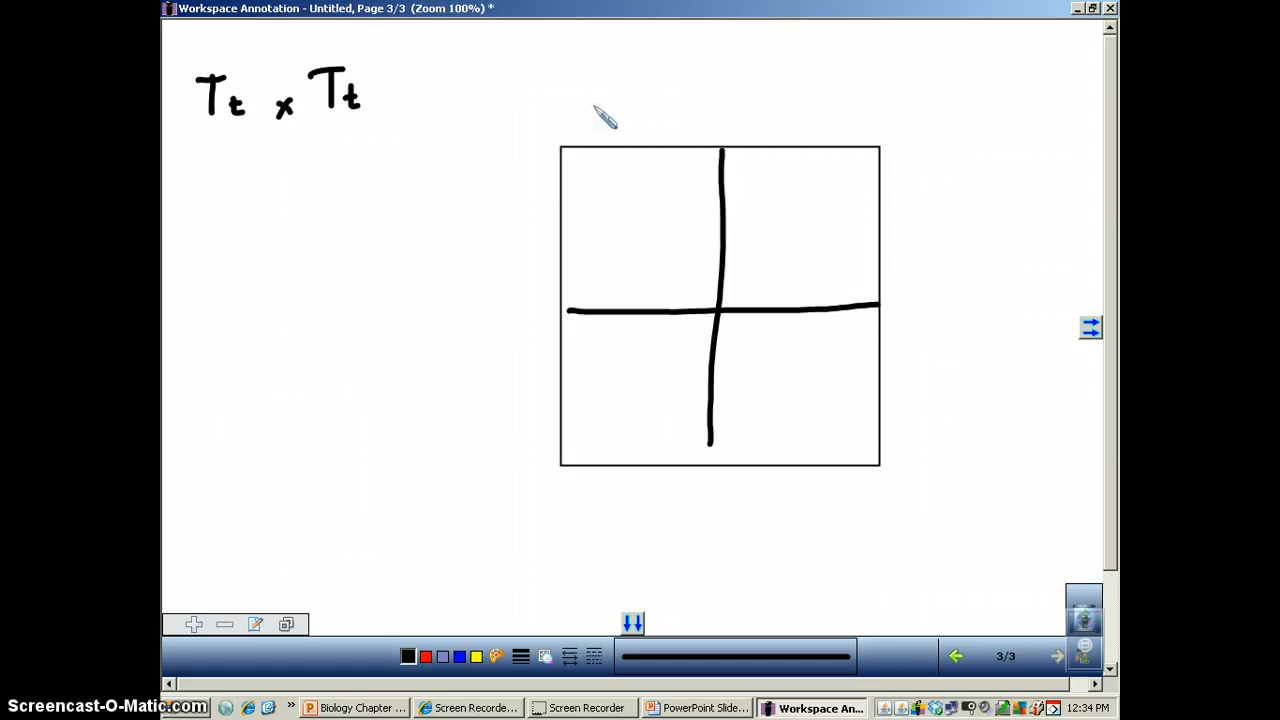 Workspace Annotation - Untitled, Page 3/3 (Zoom 100%) *
Tt x Tt
3/3
Screencast-O-Matic.com
»
Biology Chapter ...
Screen Recorde...
Screen Recorder
PowerPoint Slide...
Workspace An...
12:34 PM